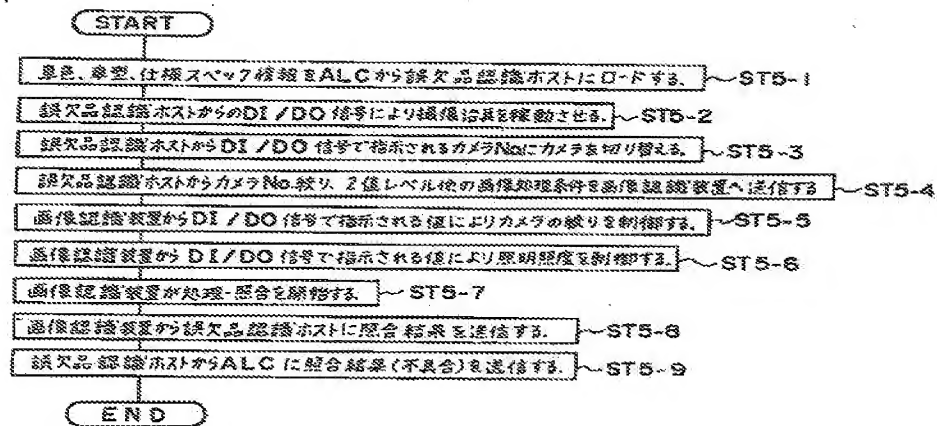 START
車色、車型、仕様スペック情報をALCから誤欠品認識ホストにロードする。 ST5-1
誤欠品認識ホストからのDI/DO信号により撮像治具を稼動させる。 ST5-2
誤欠品認識ホストからDI/DO信号で指示されるカメラNo.にカメラを切り替える。 ST5-3
誤欠品認識ホストからカメラNo.絞り、2値レベル他の画像処理条件を画像認識装置へ送信する ST5-4
画像認識装置からDI/DO信号で指示される値によりカメラの絞りを制御する。 ST5-5
画像認識装置からDI/DO信号で指示される値により照明照度を制御する。 ST5-6
画像認識装置が処理・照合を開始する。 ST5-7
画像認識装置から誤欠品認識ホストに照合結果を送信する。 ST5-8
誤欠品認識ホストからALCに照合結果(不具合)を送信する。 ST5-9
END